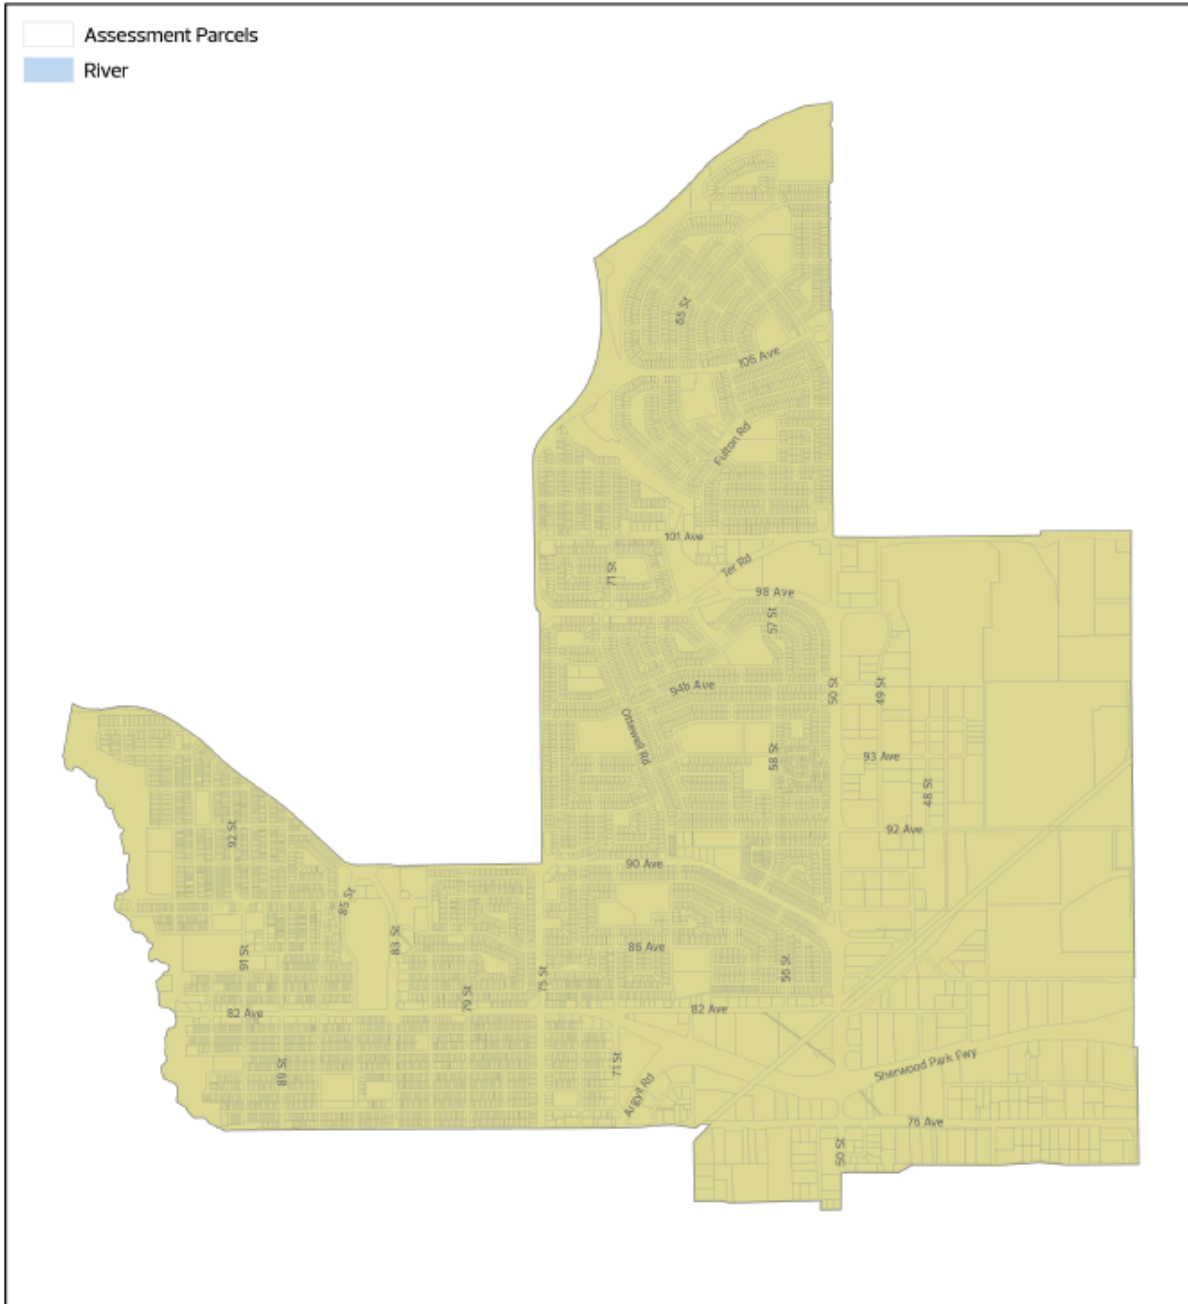 Assessment Parcels
River
65 St
106 Ave
Fulton Rd
101 Ave
71 St
Ter Rd
98 Ave
57 St
94b Ave
50 St
49 St
Ottewell Rd
58 St
93 Ave
48 St
92 St
92 Ave
90 Ave
85 St
83 St
86 Ave
91 St
56 St
75 St
79 St
82 Ave
82 Ave
89 St
71 St
Sherwood Park Fwy
Argyll Rd
76 Ave
50 St